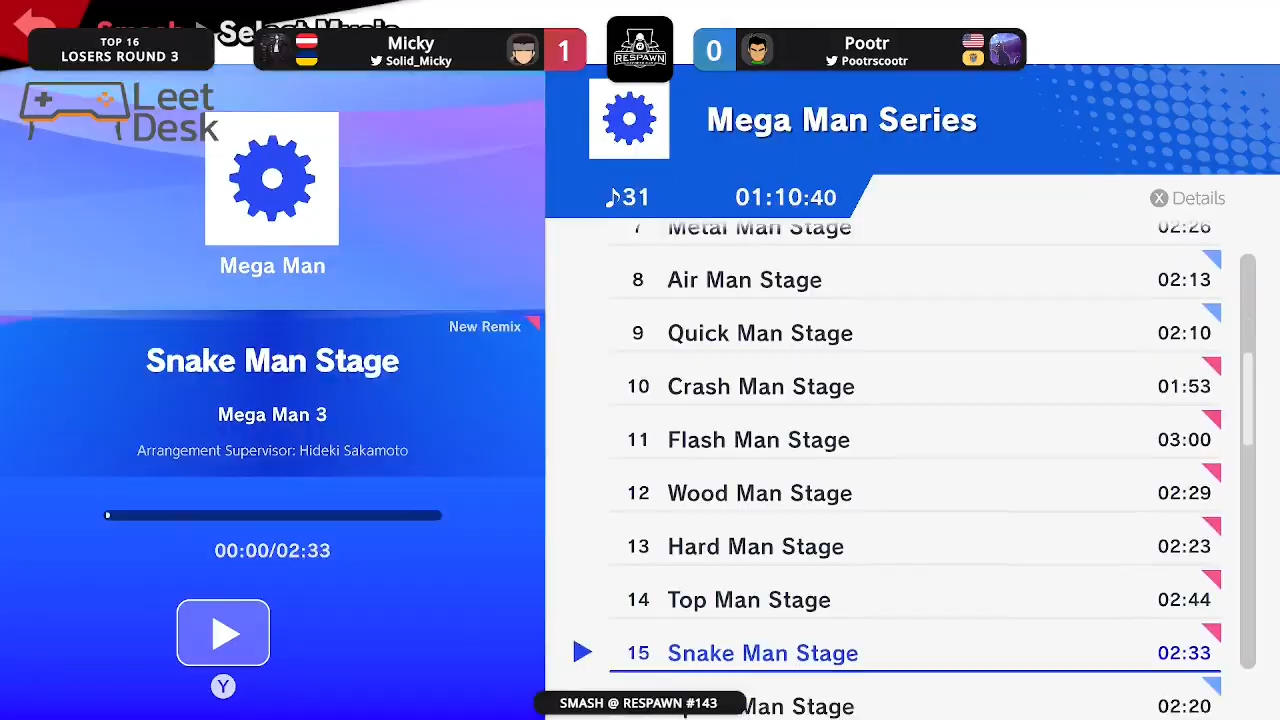 Select Music
TOP 16
LOSERS ROUND 3
Micky
Solid_Micky
1
RESPAWN
0
Pootr
Pootrscootr
Leet
Desk
Mega Man
New Remix
Snake Man Stage
Mega Man 3
Arrangement Supervisor: Hideki Sakamoto
00:00/02:33
Y
Mega Man Series
♪31 01:10:40
X Details
7 Metal Man Stage 02:26
8 Air Man Stage 02:13
9 Quick Man Stage 02:10
10 Crash Man Stage 01:53
11 Flash Man Stage 03:00
12 Wood Man Stage 02:29
13 Hard Man Stage 02:23
14 Top Man Stage 02:44
15 Snake Man Stage 02:33
Man Stage 02:20
SMASH @ RESPAWN #143